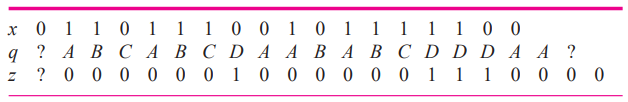 x 0 1 1 0 1 1 1 0 0 1 0 1 1 1 1 1 0 0
q ? A B C A B C D A A B A B C D D D A A ?
z ? 0 0 0 0 0 0 1 0 0 0 0 0 0 1 1 1 0 0 0 0